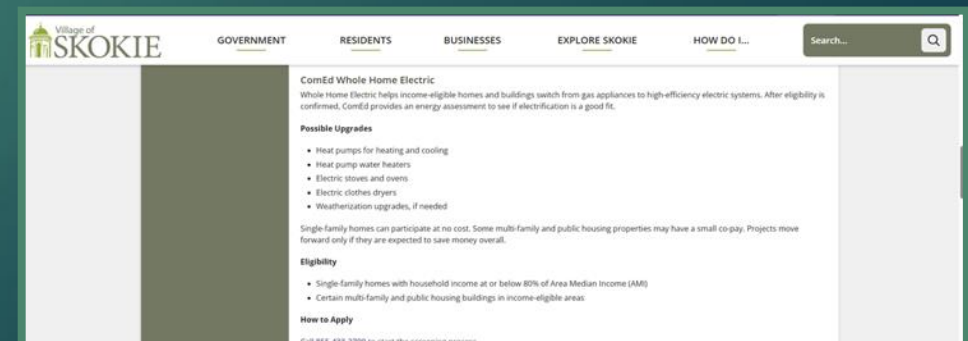 Village of
SKOKIE
GOVERNMENT
RESIDENTS
BUSINESSES
EXPLORE SKOKIE
HOW DO I...
Search...
ComEd Whole Home Electric
Whole Home Electric helps income-eligible homes and buildings switch from gas appliances to high-efficiency electric systems. After eligibility is
confirmed, ComEd provides an energy assessment to see if electrification is a good fit.
Possible Upgrades
• Heat pumps for heating and cooling
• Heat pump water heaters
• Electric stoves and ovens
• Electric clothes dryers
• Weatherization upgrades, if needed
Single-family homes can participate at no cost. Some multi-family and public housing properties may have a small co-pay. Projects move
forward only if they are expected to save money overall.
Eligibility
• Single-family homes with household income at or below 80% of Area Median Income (AMI)
• Certain multi-family and public housing buildings in income-eligible areas
How to Apply